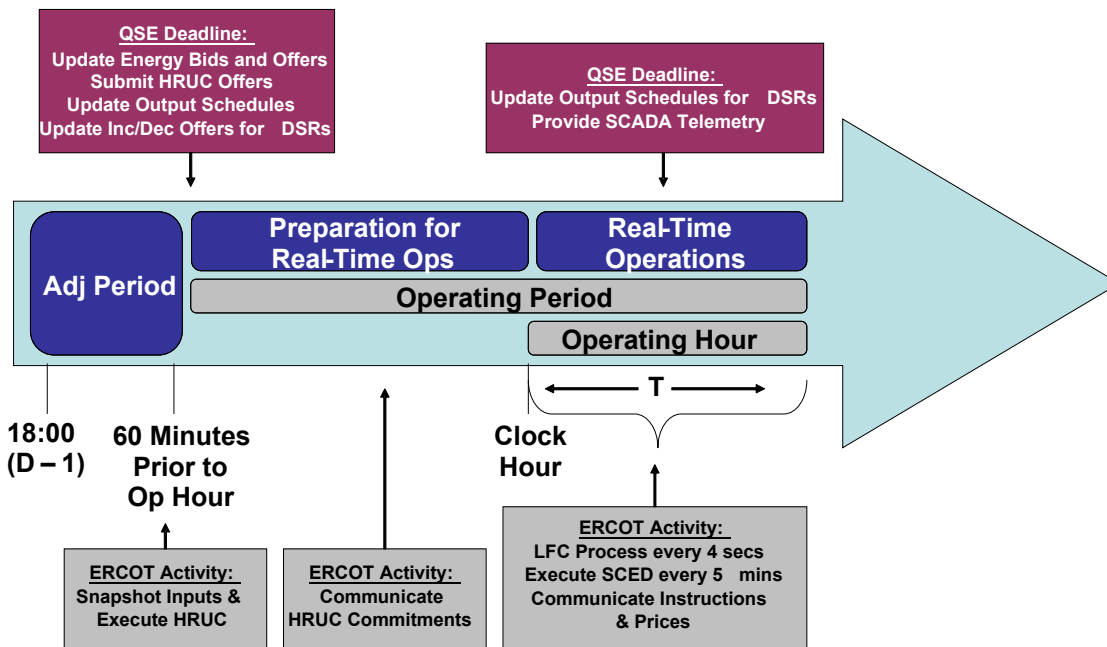 QSE Deadline:
Update Energy Bids and Offers
Submit HRUC Offers
Update Output Schedules
Update Inc/Dec Offers for DSRs
QSE Deadline:
Update Output Schedules for DSRs
Provide SCADA Telemetry
Adj Period
Preparation for
Real-Time Ops
Real-Time
Operations
Operating Period
Operating Hour
T
18:00
(D – 1)
60 Minutes
Prior to
Op Hour
Clock
Hour
ERCOT Activity:
Snapshot Inputs &
Execute HRUC
ERCOT Activity:
Communicate
HRUC Commitments
ERCOT Activity:
LFC Process every 4 secs
Execute SCED every 5 mins
Communicate Instructions
& Prices